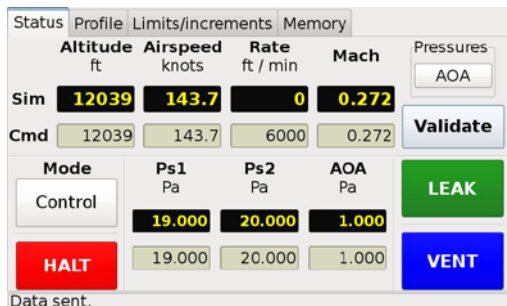 Status Profile Limits/increments Memory
Altitude Airspeed Rate Mach Pressures
ft knots ft / min
AOA
Sim 12039 143.7 0 0.272
Cmd 12039 143.7 6000 0.272 Validate
Mode Ps1 Ps2 AOA
Pa Pa Pa
Control LEAK
19.000 20.000 1.000
HALT 19.000 20.000 1.000 VENT
Data sent.